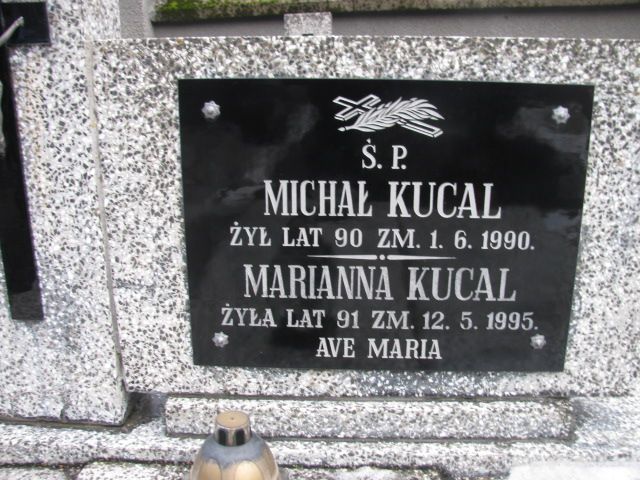 Ś. P.
MICHAŁ KUCAL
ŻYŁ LAT 90 ZM. 1. 6. 1990.
MARIANNA KUCAL
ŻYŁA LAT 91 ZM. 12. 5. 1995.
AVE MARIA